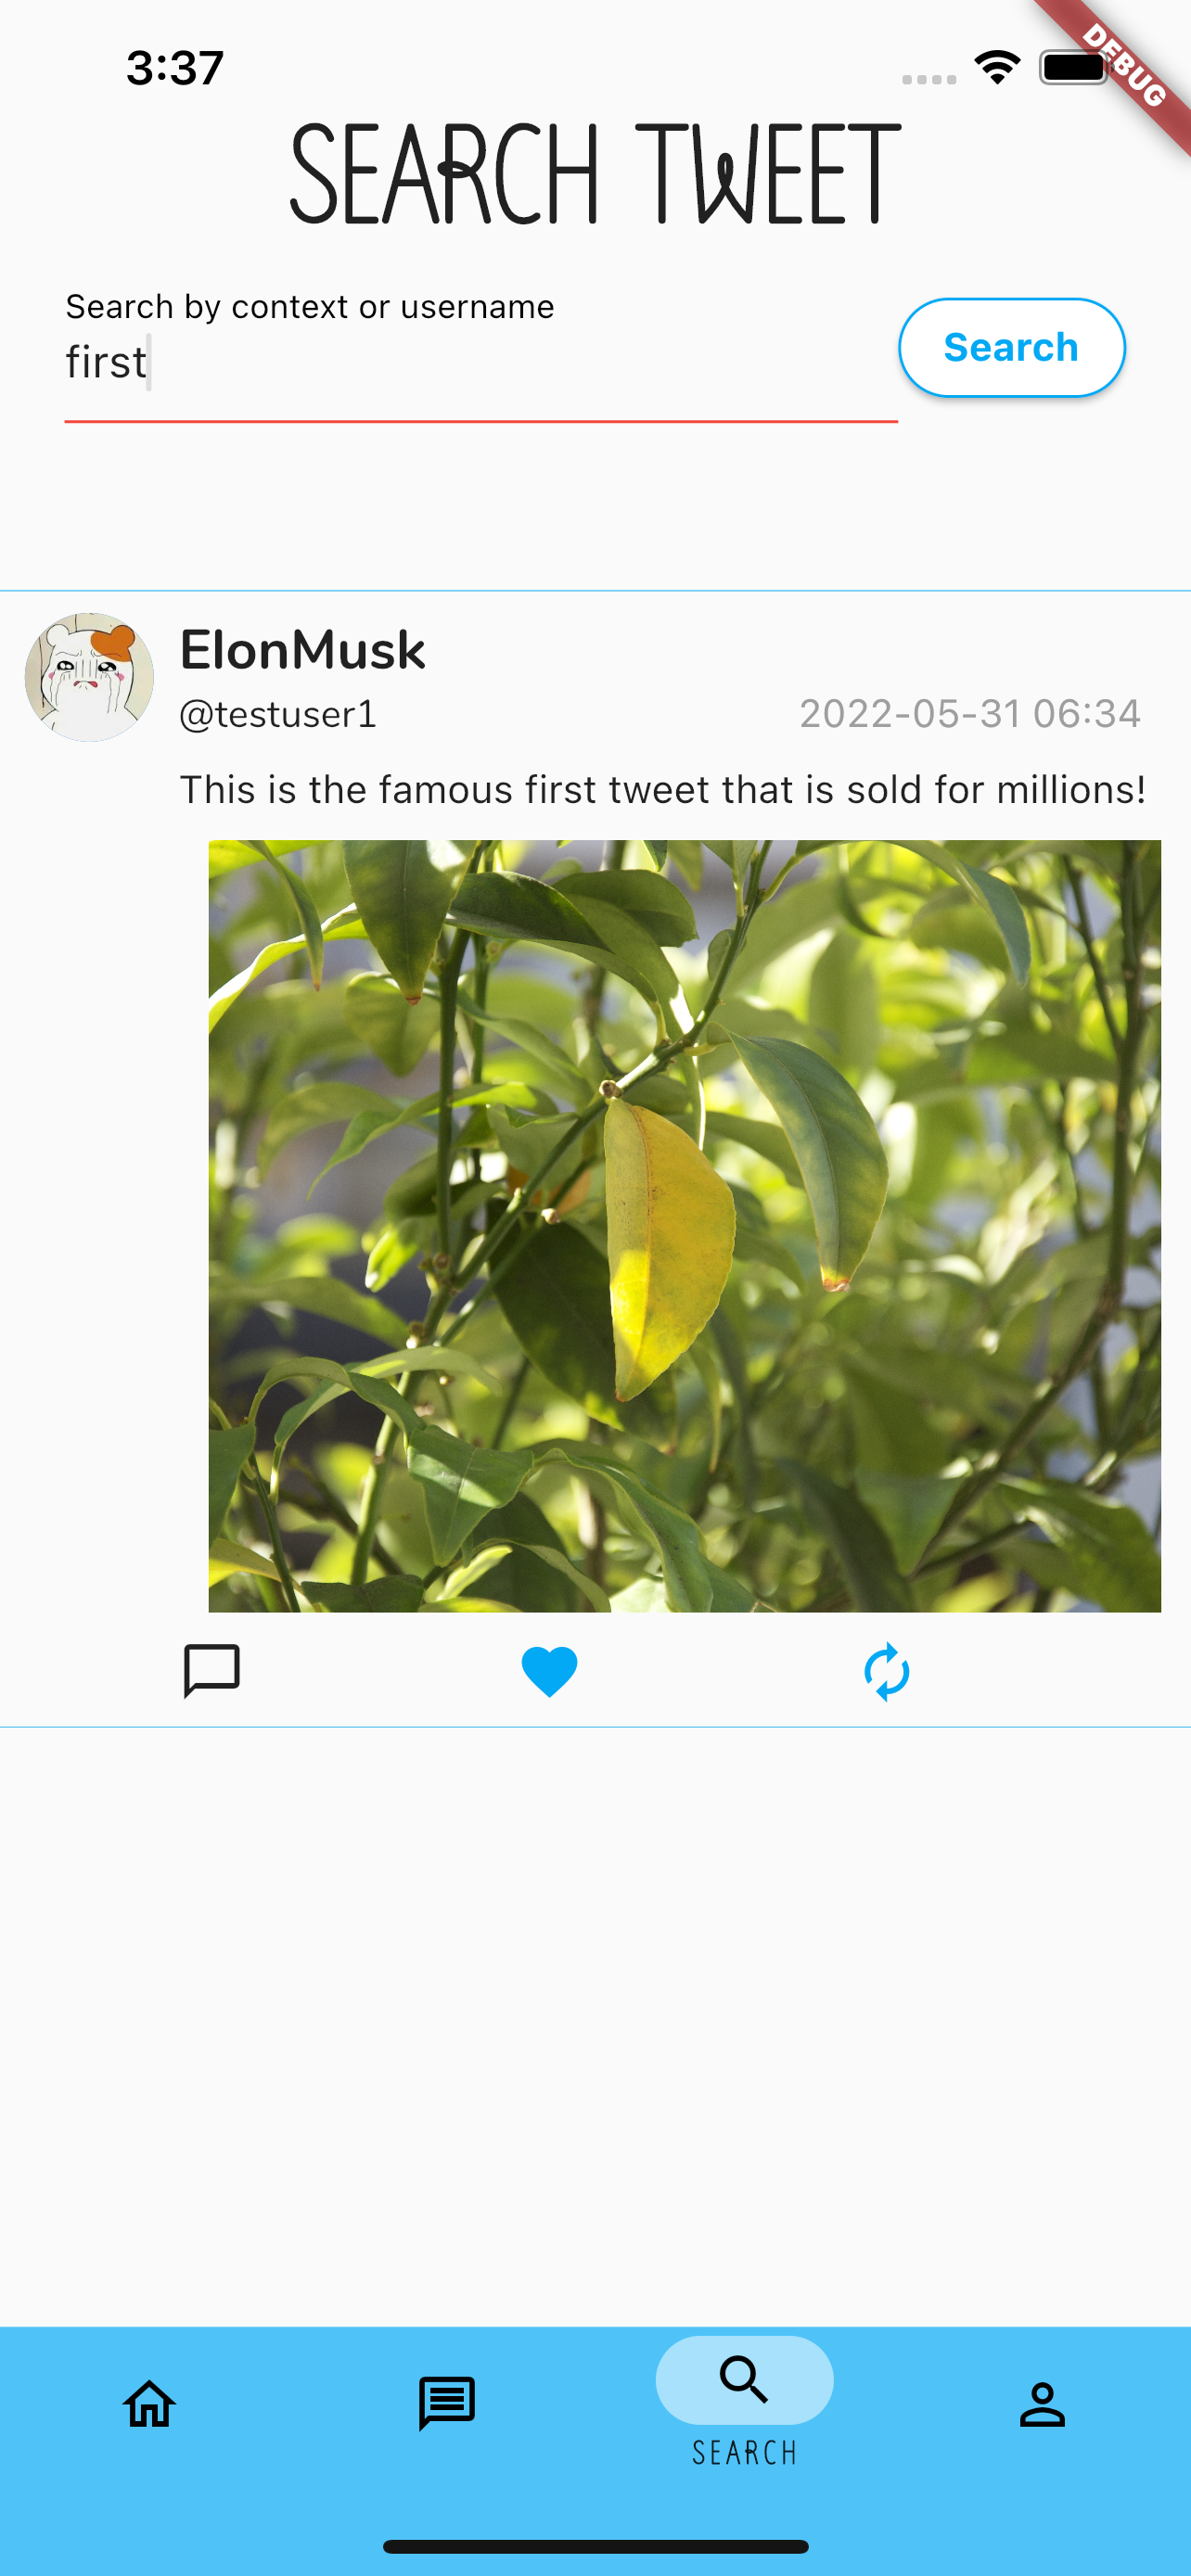 3:37
DEBUG
SEARCH TWEET
Search by context or username
first
Search
ElonMusk
@testuser1
2022-05-31 06:34
This is the famous first tweet that is sold for millions!
SEARCH